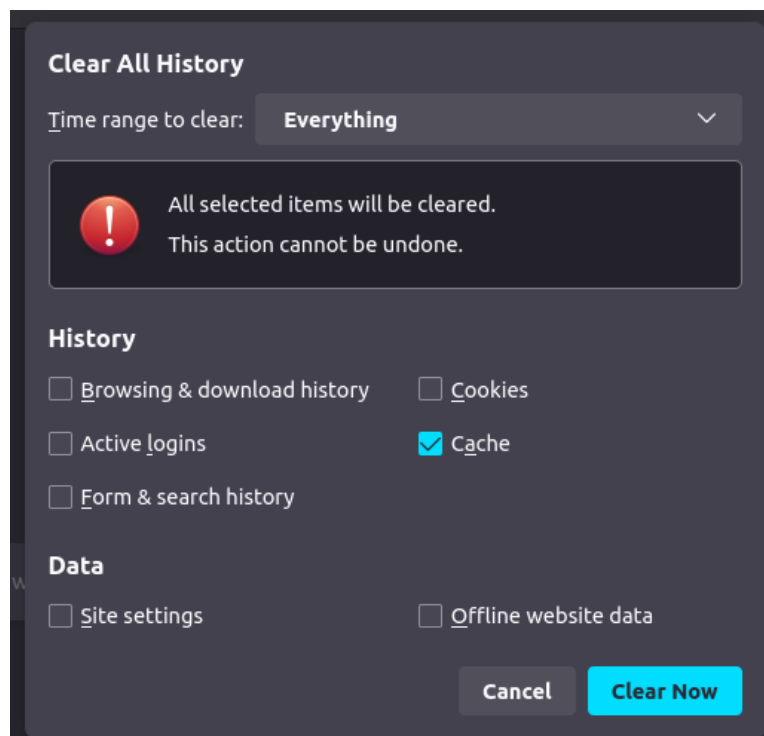 Clear All History
Time range to clear: Everything
All selected items will be cleared.
This action cannot be undone.
History
Browsing & download history
Cookies
Active logins
Cache
Form & search history
Data
Site settings
Offline website data
Cancel
Clear Now